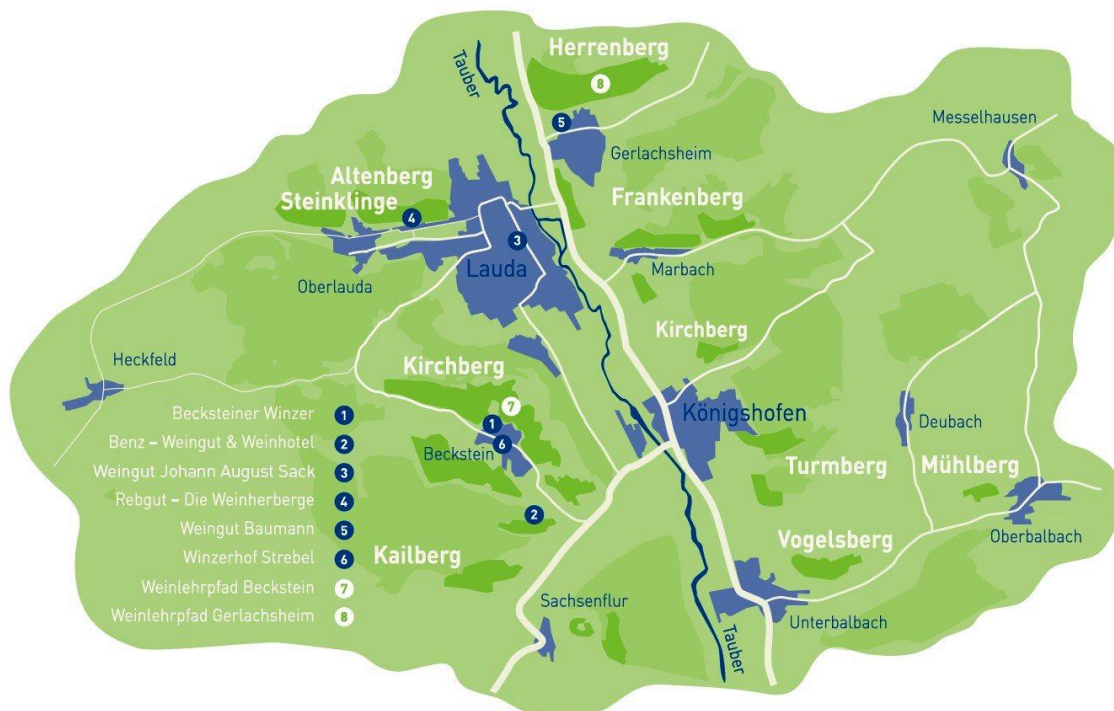 Herrenberg
Tauber
8
5
Gerlachsheim
Messelhausen
Altenberg
Steinklinge
4
Frankenberg
3
Lauda
Marbach
Oberlauda
Kirchberg
Heckfeld
Kirchberg
7
1
6
Beckstein
Königshofen
Deubach
Turmberg
Mühlberg
2
Oberbalbach
Kailberg
Vogelsberg
Sachsenflur
Unterbalbach
Tauber
Becksteiner Winzer 1
Benz – Weingut & Weinhotel 2
Weingut Johann August Sack 3
Rebgut – Die Weinherberge 4
Weingut Baumann 5
Winzerhof Strebel 6
Weinlehrpfad Beckstein 7
Weinlehrpfad Gerlachsheim 8